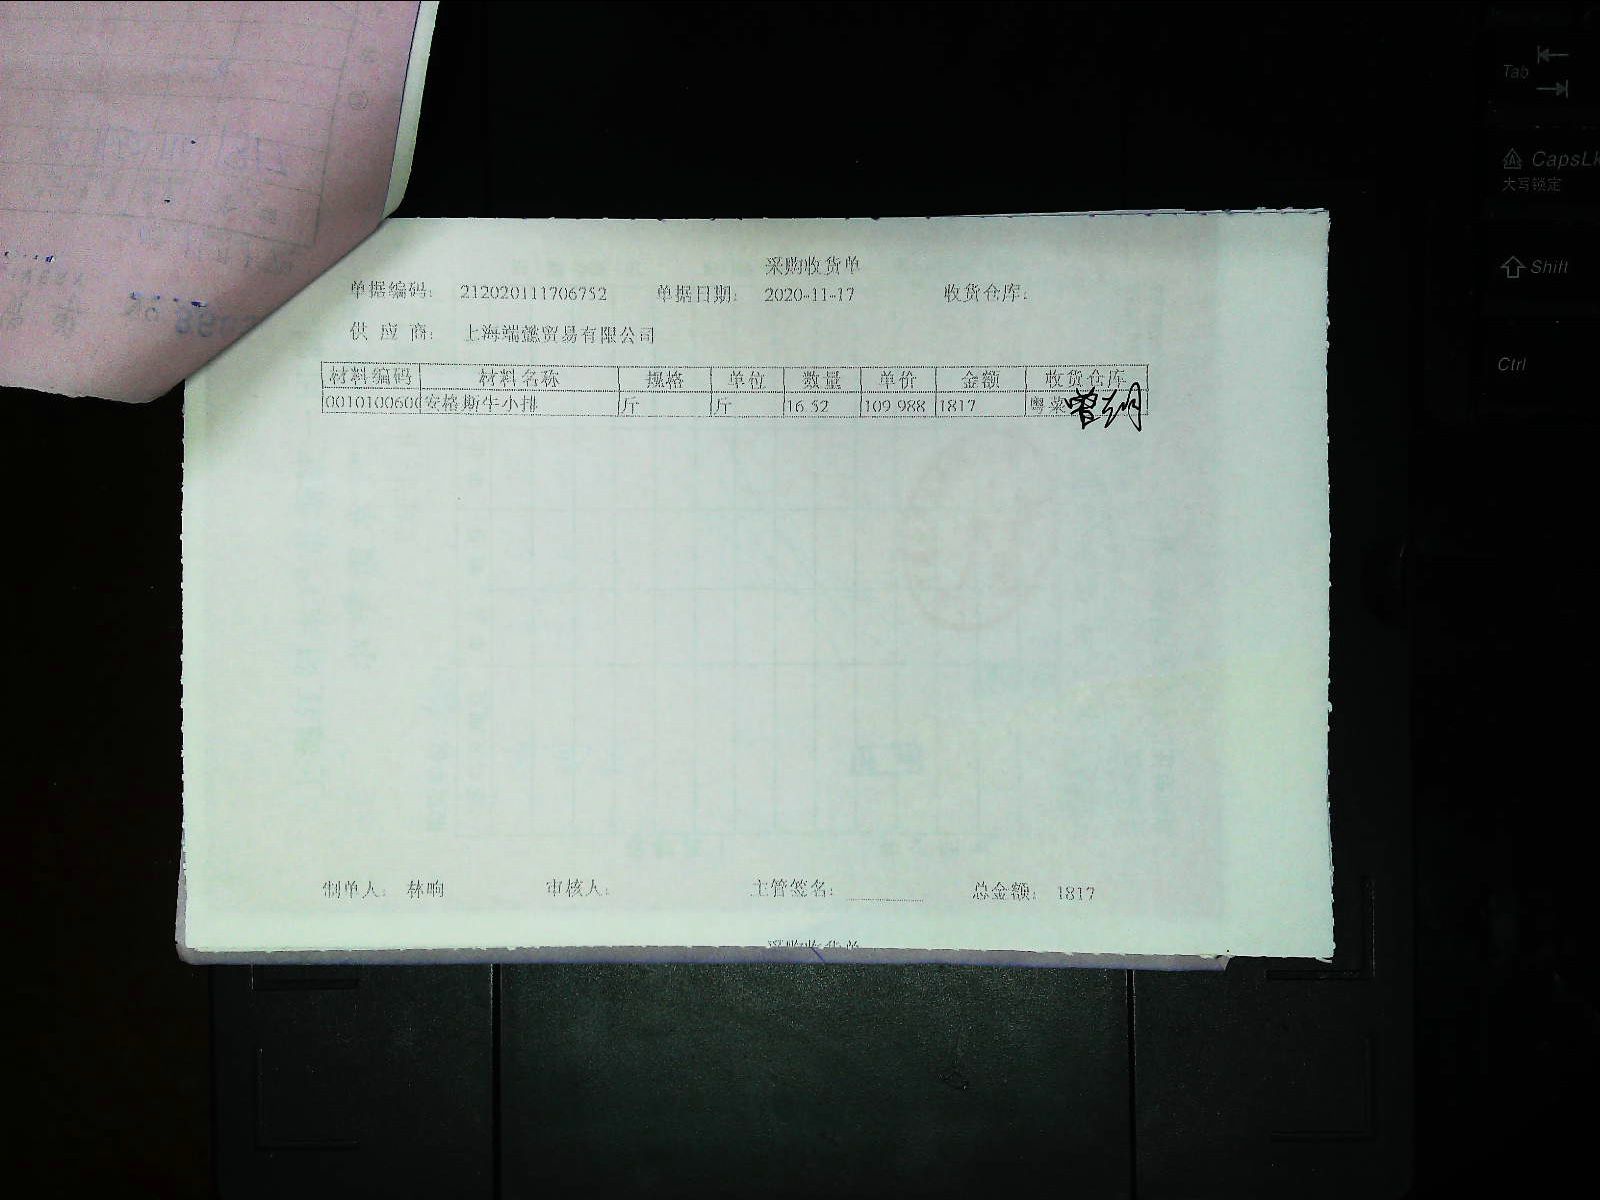 采购收货单
单据编码: 212020111706752 单据日期: 2020-11-17 收货仓库:
供 应 商: 上海端懿贸易有限公司
材料编码 材料名称 规格 单位 数量 单价 金额 收货仓库
0010100600 安格斯牛小排 斤 斤 16.52 109.988 1817 粤菜
制单人: 林响 审核人: 主管签名: 总金额: 1817
采购收货单
Tab
CapsLk
大写锁定
Shift
Ctrl